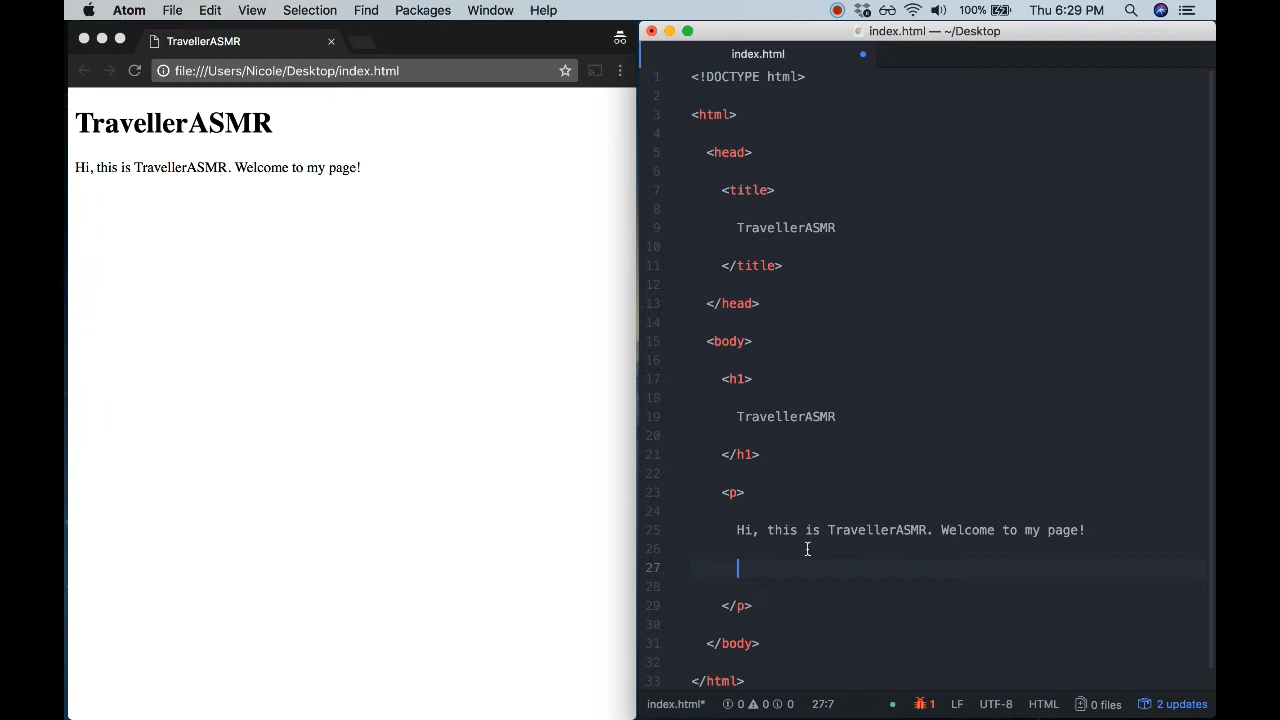 Atom File Edit View Selection Find Packages Window Help 100% Thu 6:29 PM
TravellerASMR
file:///Users/Nicole/Desktop/index.html
TravellerASMR
Hi, this is TravellerASMR. Welcome to my page!
index.html — ~/Desktop
index.html
1 <!DOCTYPE html>
2
3 <html>
4
5 <head>
6
7 <title>
8
9 TravellerASMR
10
11 </title>
12
13 </head>
14
15 <body>
16
17 <h1>
18
19 TravellerASMR
20
21 </h1>
22
23 <p>
24
25 Hi, this is TravellerASMR. Welcome to my page!
26
27
28
29 </p>
30
31 </body>
32
33 </html>
index.html* 0 0 0 27:7 1 LF UTF-8 HTML 0 files 2 updates